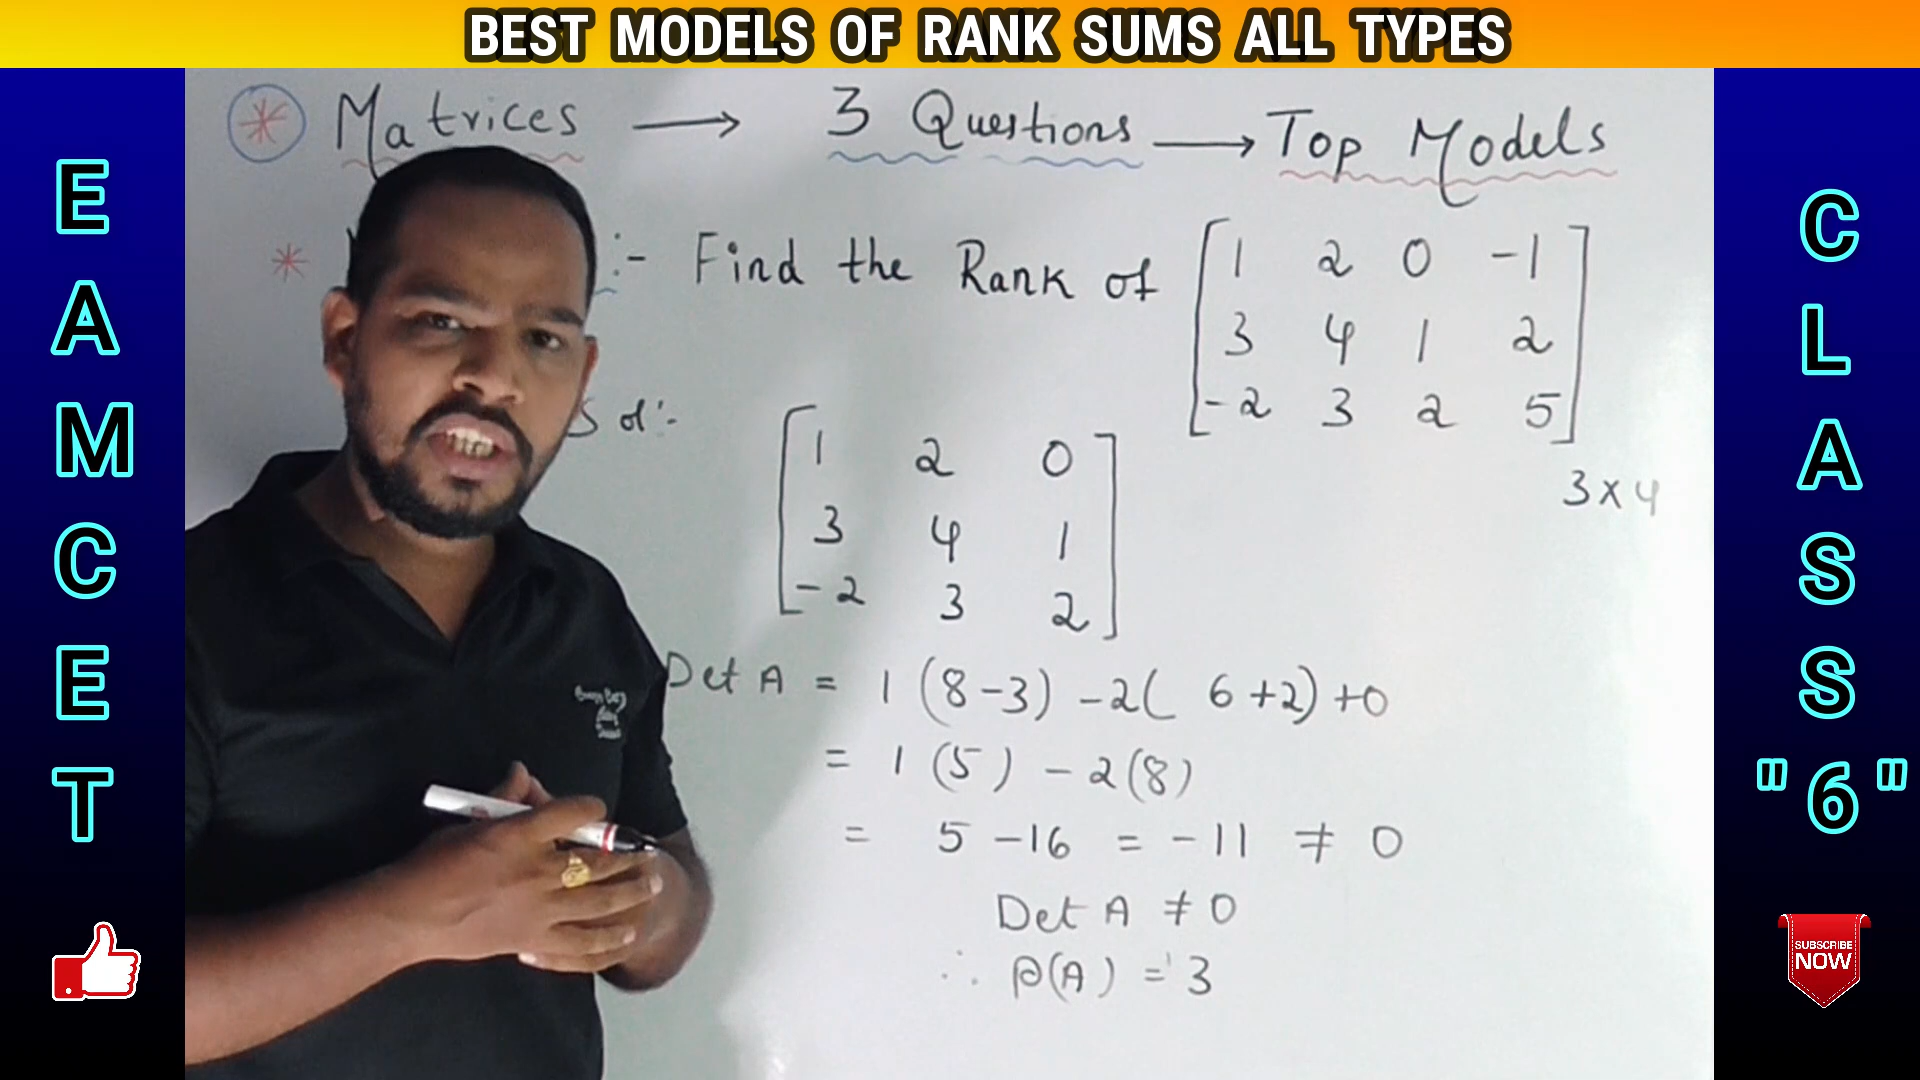 BEST MODELS OF RANK SUMS ALL TYPES
* Matrices → 3 Questions → Top Models
* :- Find the Rank of [1 2 0 -1
3 4 1 2
-2 3 2 5]
3x4
Sol:-
[1 2 0
3 4 1
-2 3 2]
Det A = 1 (8-3) -2( 6+2) +0
= 1 (5) - 2(8)
= 5 -16 = -11 ≠ 0
Det A ≠ 0
∴ ρ(A) = 3
EAMCET
CLASS
"6"
SUBSCRIBE
NOW